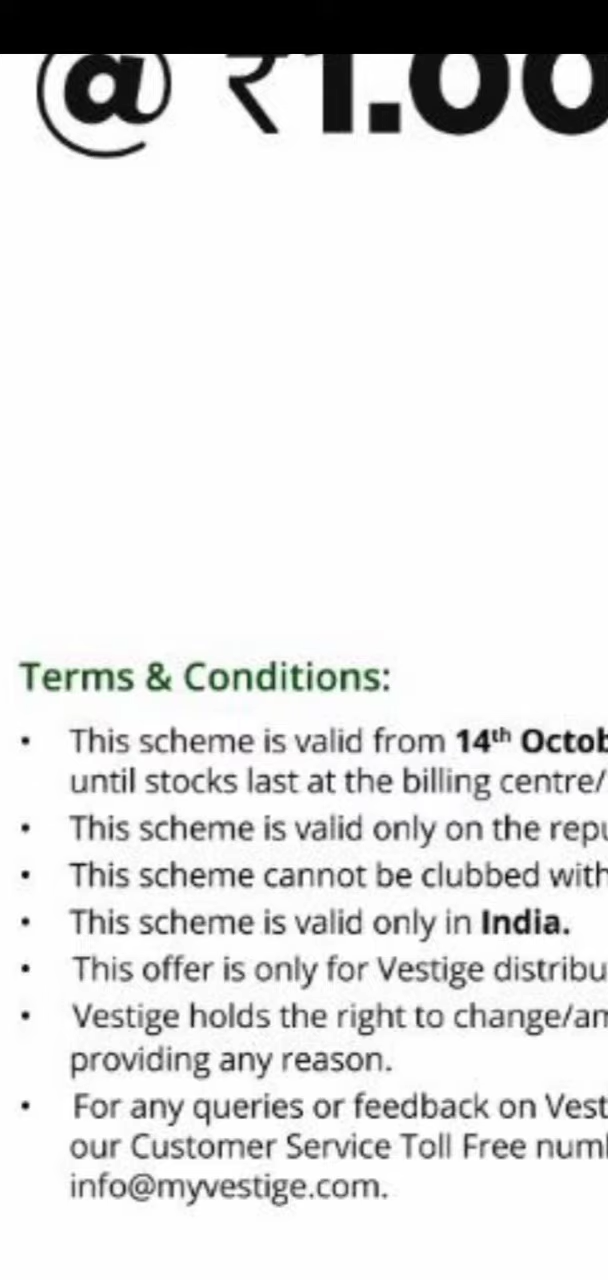 @ ₹1.00
Terms & Conditions:
• This scheme is valid from 14th
until stocks last at the billing centre/
• This scheme is valid only on the
• This scheme cannot be clubbed with
• This scheme is valid only in India.
• This offer is only for Vestige
• Vestige holds the right to
providing any reason.
• For any queries or feedback on
our Customer Service Toll Free
info@myvestige.com.